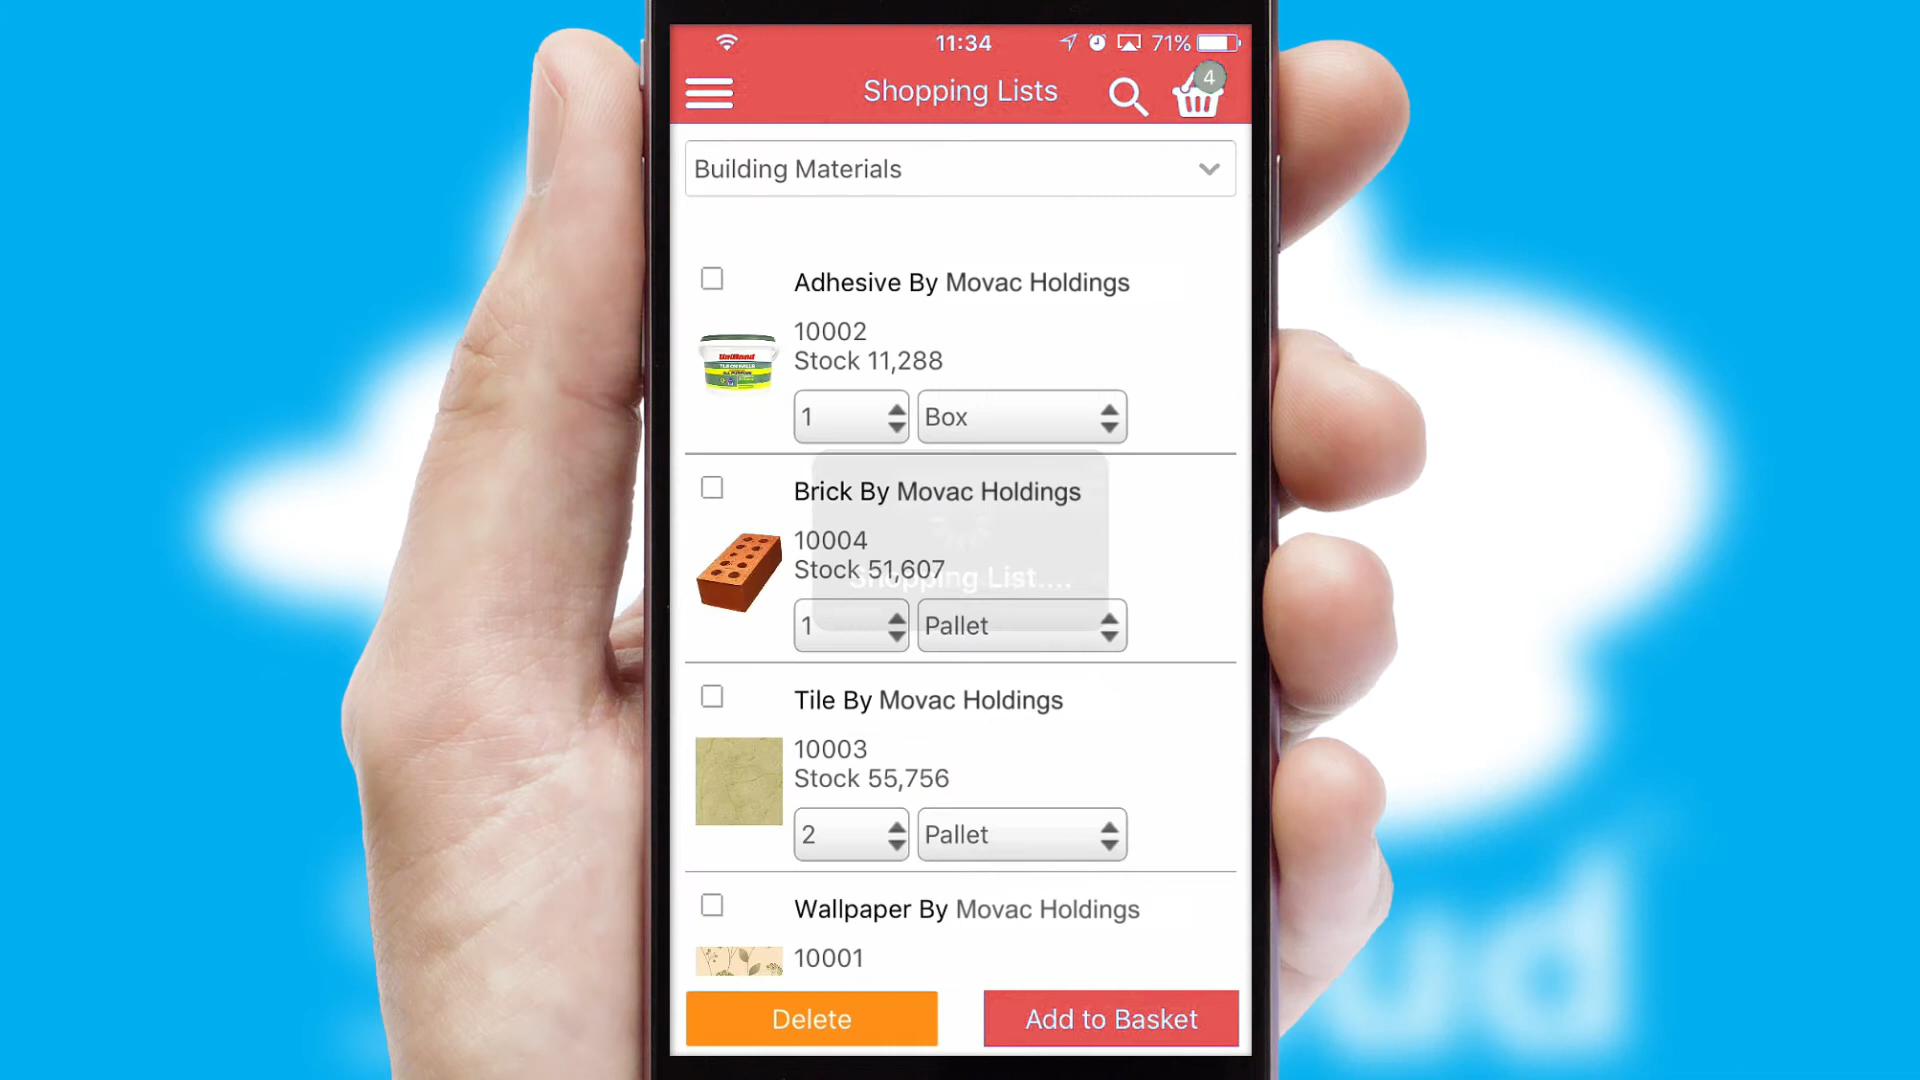 11:34 71%
Shopping Lists 4
Building Materials
Adhesive By Movac Holdings
10002
Stock 11,288
1 Box
Brick By Movac Holdings
10004
Stock 51,607
Shopping List....
1 Pallet
Tile By Movac Holdings
10003
Stock 55,756
2 Pallet
Wallpaper By Movac Holdings
10001
Delete Add to Basket